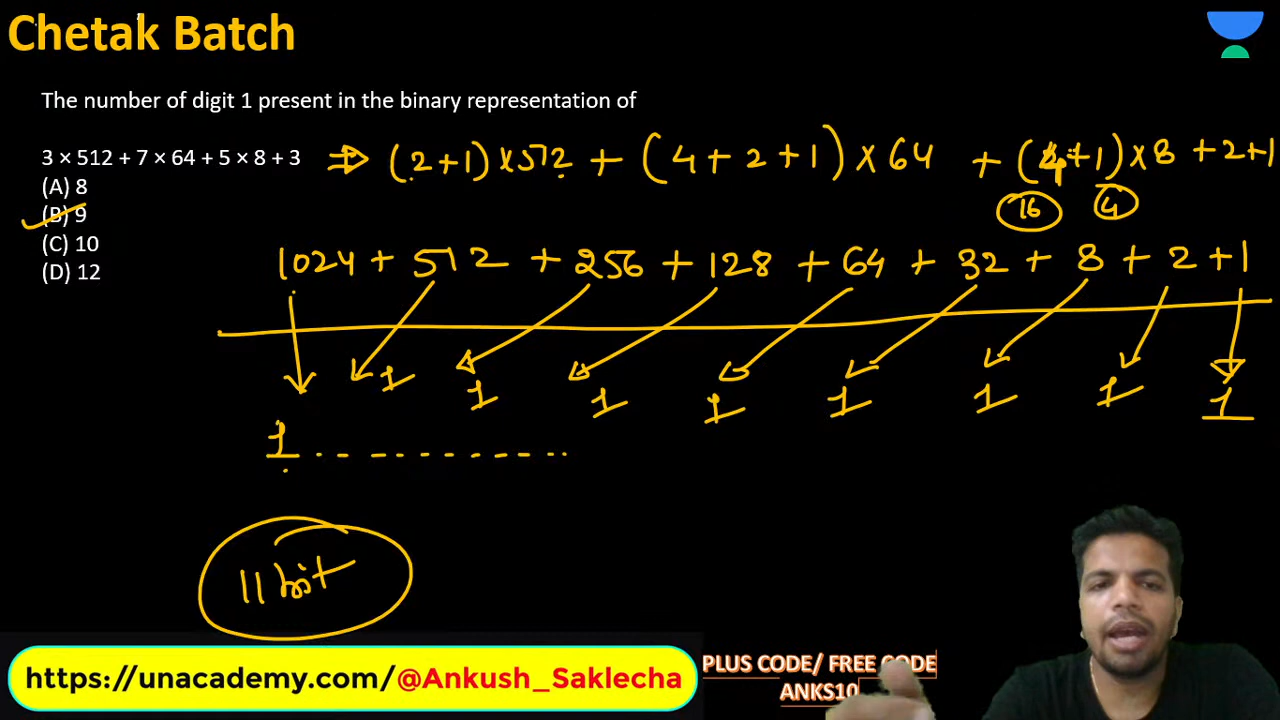 Chetak Batch
The number of digit 1 present in the binary representation of
3 × 512 + 7 × 64 + 5 × 8 + 3 ⇒ (2+1)×512 + (4+2+1)×64 + (4+1)×8 +2+1
(A) 8
(B) 9
16 4
(C) 10
(D) 12
1024 + 512 + 256 + 128 + 64 + 32 + 8 + 2 +1
1 1 1 1 1 1 1 1
1
11 bit
https://unacademy.com/@Ankush_Saklecha
PLUS CODE/ FREE CODE
ANKS10